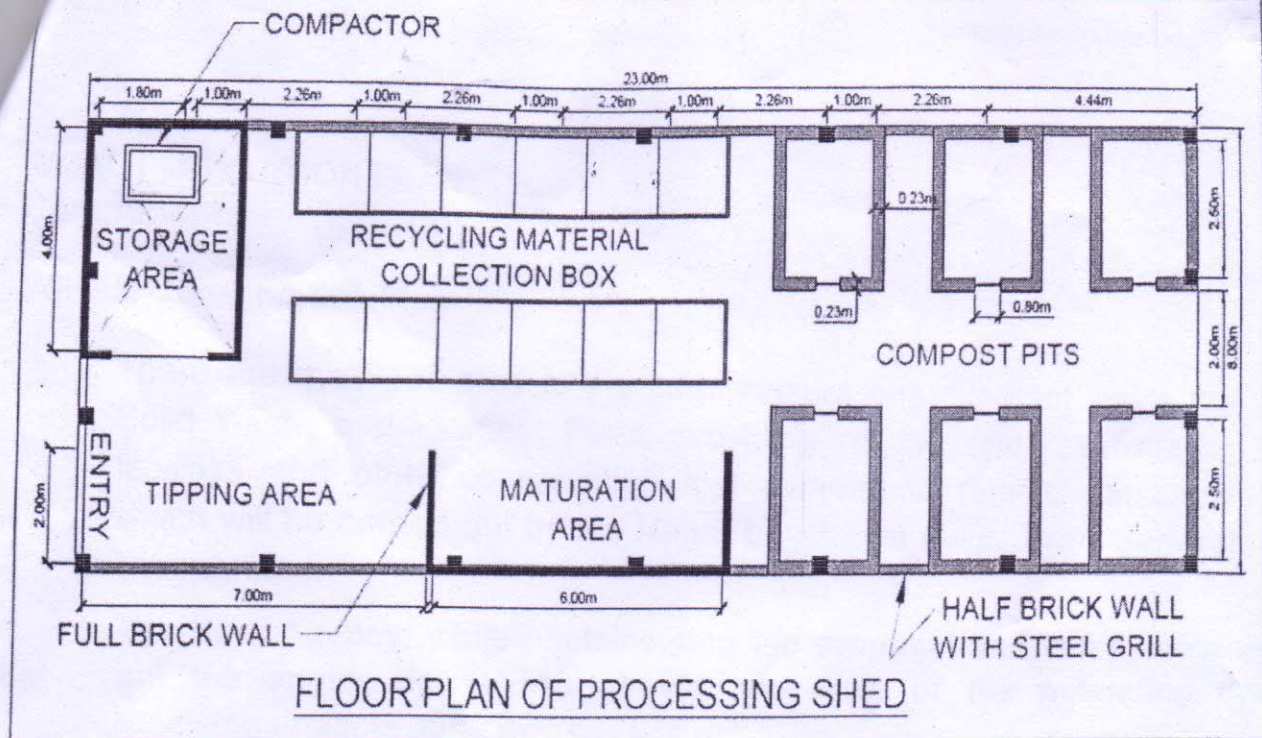 COMPACTOR
23.00m
1.80m 1.00m 2.26m 1.00m 2.26m 1.00m 2.26m 1.00m 2.26m 1.00m 2.26m 4.44m
4.00m
STORAGE
AREA
RECYCLING MATERIAL
COLLECTION BOX
0.23m
2.50m
0.23m
0.80m
COMPOST PITS
2.00m
8.00m
ENTRY
2.00m
TIPPING AREA
MATURATION
AREA
2.50m
7.00m
6.00m
FULL BRICK WALL
HALF BRICK WALL
WITH STEEL GRILL
FLOOR PLAN OF PROCESSING SHED